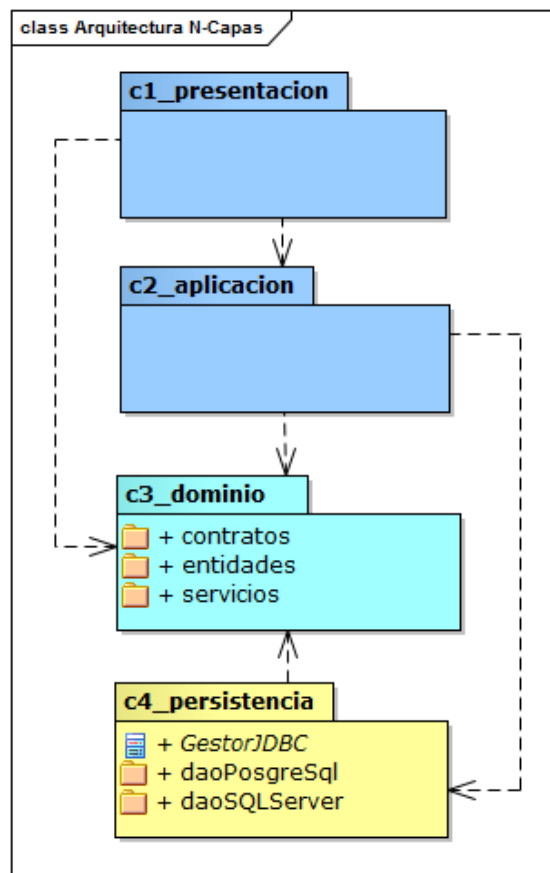 class Arquitectura N-Capas
c1_presentacion
c2_aplicacion
c3_dominio
+ contratos
+ entidades
+ servicios
c4_persistencia
+ GestorJDBC
+ daoPosgreSql
+ daoSQLServer